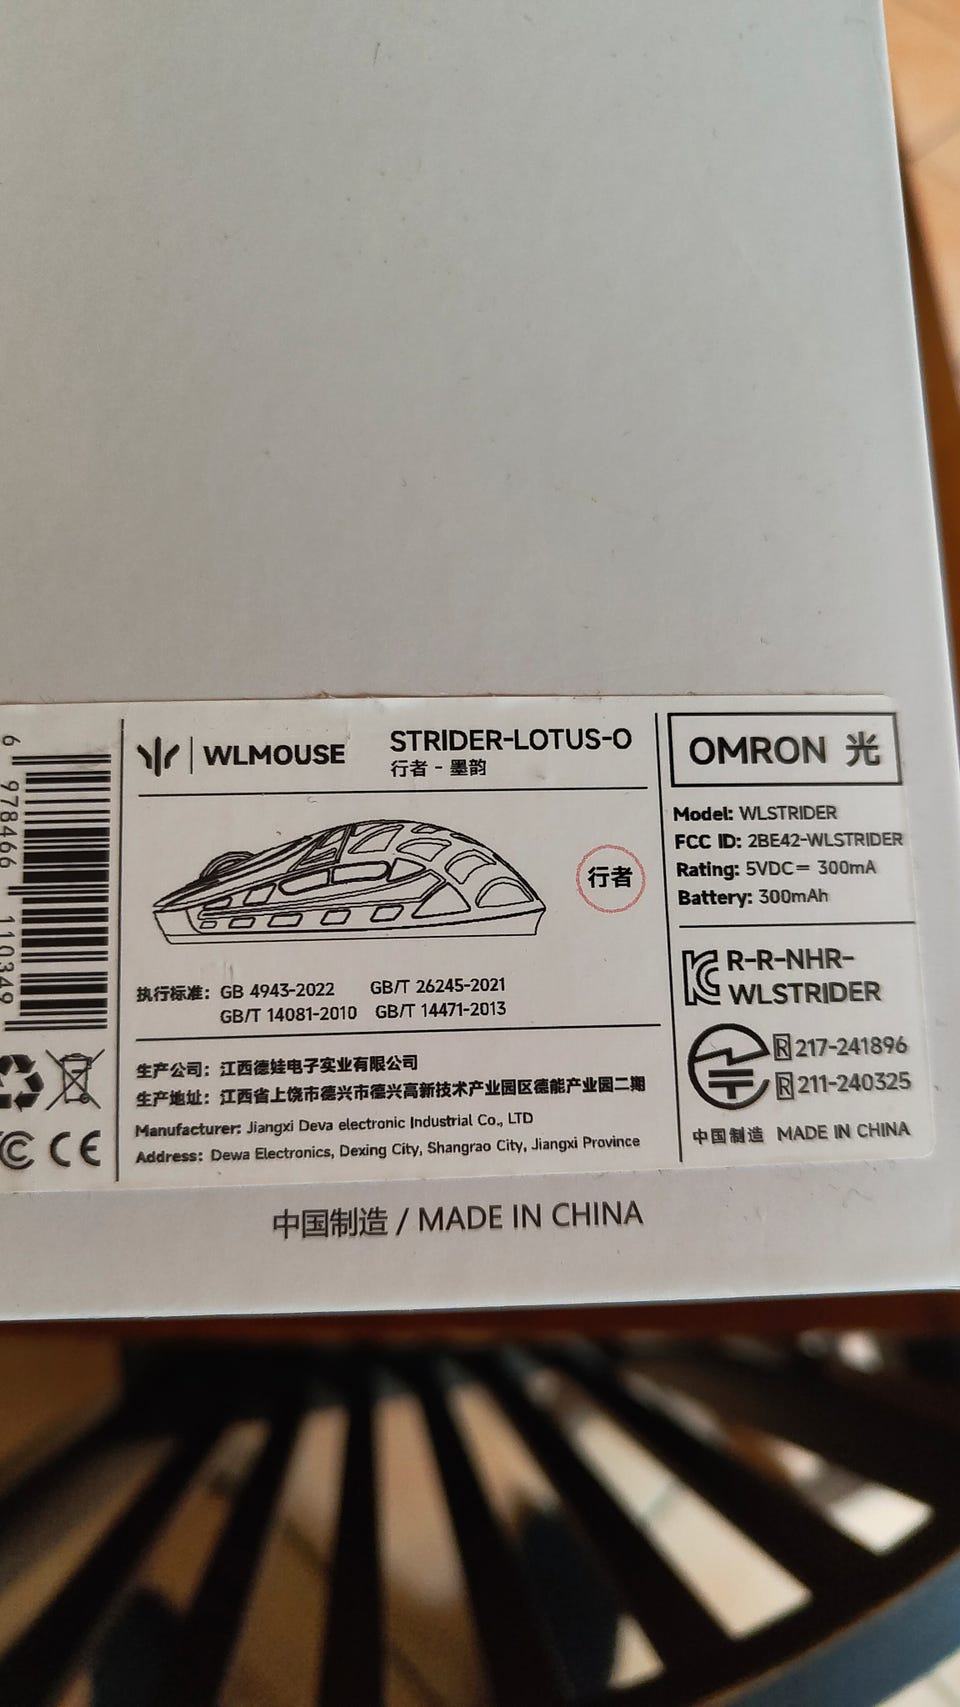 6 978466 110349
WLMOUSE
STRIDER-LOTUS-O
行者 - 墨韵
行者
执行标准: GB 4943-2022 GB/T 26245-2021
GB/T 14081-2010 GB/T 14471-2013
生产公司: 江西德娃电子实业有限公司
生产地址: 江西省上饶市德兴市德兴高新技术产业园区德能产业园二期
Manufacturer: Jiangxi Deva electronic Industrial Co., LTD
Address: Dewa Electronics, Dexing City, Shangrao City, Jiangxi Province
OMRON 光
Model: WLSTRIDER
FCC ID: 2BE42-WLSTRIDER
Rating: 5VDC= 300mA
Battery: 300mAh
R-R-NHR-
WLSTRIDER
R 217-241896
R 211-240325
中国制造 MADE IN CHINA
CE
中国制造 / MADE IN CHINA